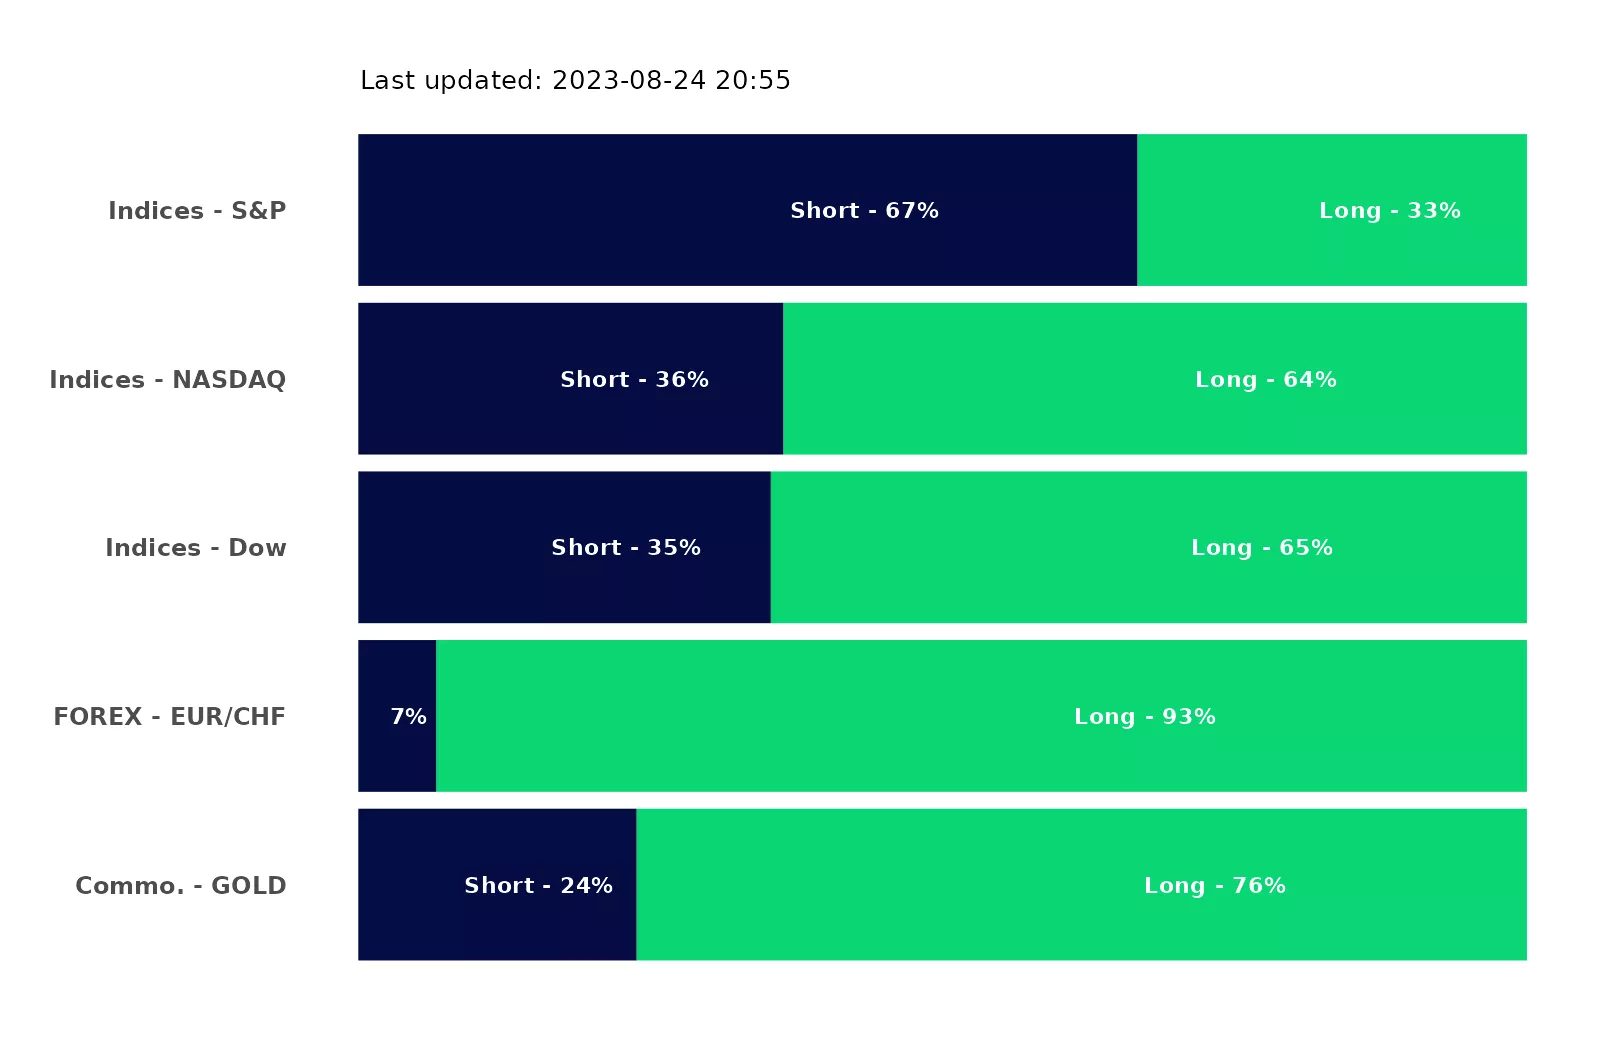 Last updated: 2023-08-24 20:55
Indices - S&P
Short - 67%
Long - 33%
Indices - NASDAQ
Short - 36%
Long - 64%
Indices - Dow
Short - 35%
Long - 65%
FOREX - EUR/CHF
7%
Long - 93%
Commo. - GOLD
Short - 24%
Long - 76%